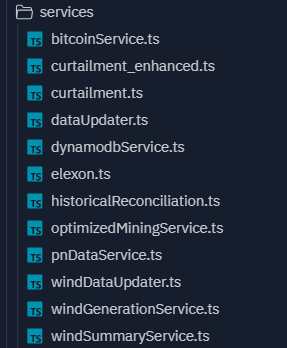 services
TS bitcoinService.ts
TS curtailment_enhanced.ts
TS curtailment.ts
TS dataUpdater.ts
TS dynamodbService.ts
TS elexon.ts
TS historicalReconciliation.ts
TS optimizedMiningService.ts
TS pnDataService.ts
TS windDataUpdater.ts
TS windGenerationService.ts
TS windSummaryService.ts